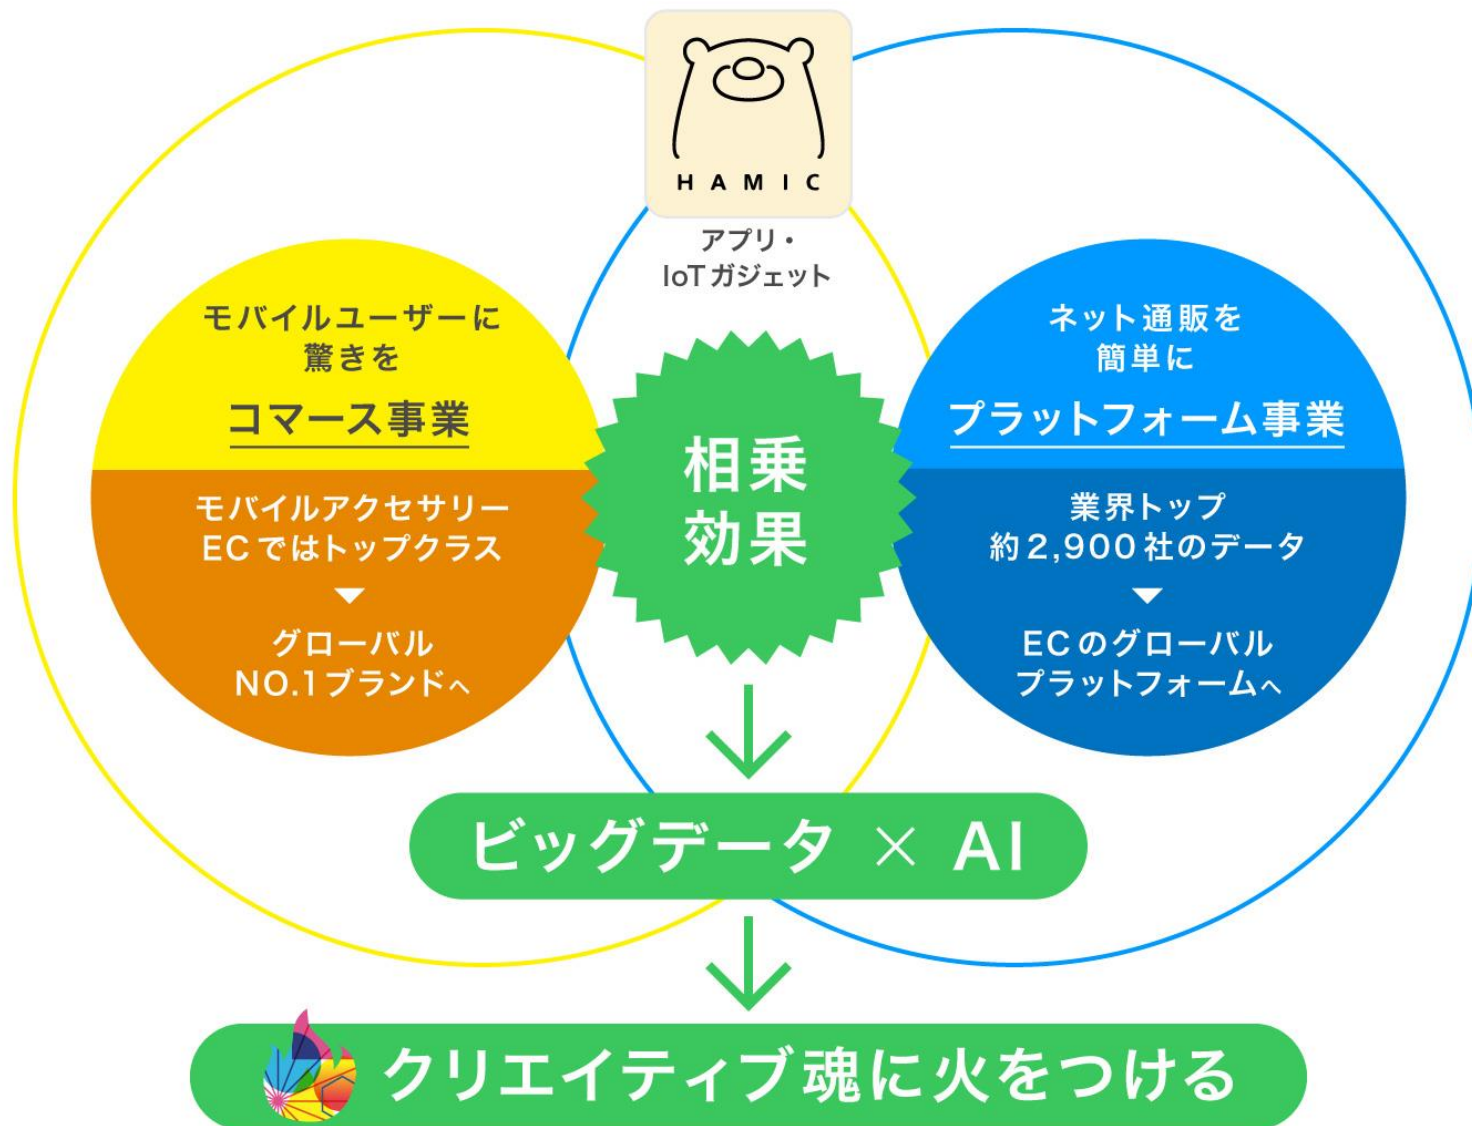 HAMIC
アプリ・
IoTガジェット
モバイルユーザーに
驚きを
コマース事業
モバイルアクセサリー
ECではトップクラス
グローバル
NO.1ブランドへ
相乗
効果
ネット通販を
簡単に
プラットフォーム事業
業界トップ
約2,900社のデータ
ECのグローバル
プラットフォームへ
ビッグデータ × AI
クリエイティブ魂に火をつける